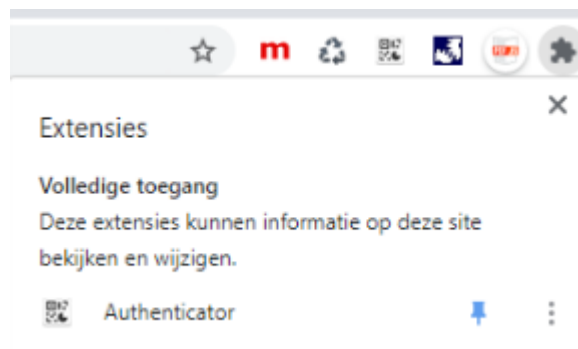 m
Extensies
Volledige toegang
Deze extensies kunnen informatie op deze site
bekijken en wijzigen.
Authenticator